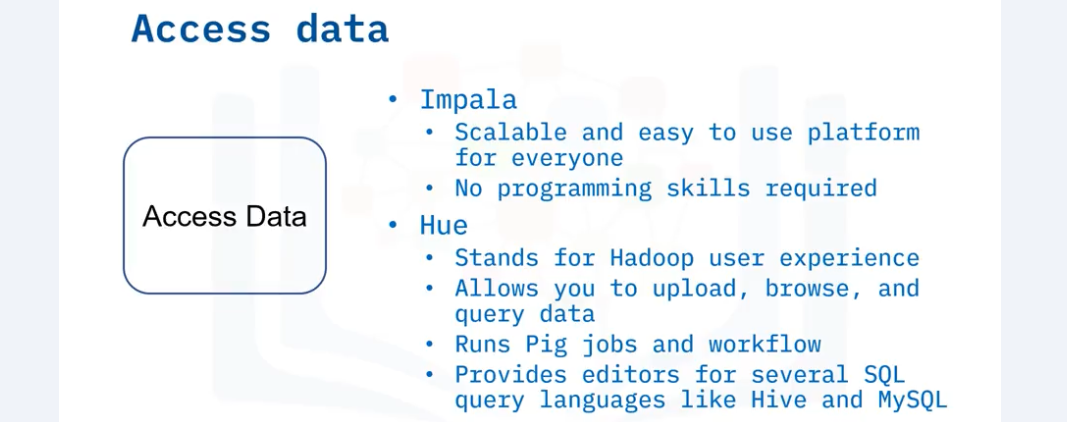 Access data
Access Data
• Impala
• Scalable and easy to use platform
for everyone
• No programming skills required
• Hue
• Stands for Hadoop user experience
• Allows you to upload, browse, and
query data
• Runs Pig jobs and workflow
• Provides editors for several SQL
query languages like Hive and MySQL